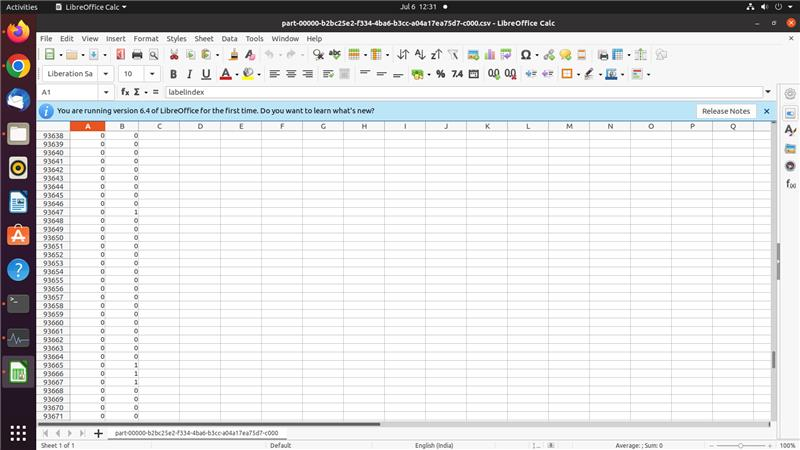 Activities LibreOffice Calc Jul 6 12:31
part-00000-b2bc25e2-f334-4ba6-b3cc-a04a17ea75d7-c000.csv - LibreOffice Calc
File Edit View Insert Format Styles Sheet Data Tools Window Help
Liberation Sa 10 B I U A % 7.4 0.0
A1 fx Σ = labelIndex
You are running version 6.4 of LibreOffice for the first time. Do you want to learn what's new? Release Notes
A B C D E F G H I J K L M N O P Q
93638 0 0
93639 0 0
93640 0 0
93641 0 0
93642 0 0
93643 0 0
93644 0 0
93645 0 0
93646 0 0
93647 0 1
93648 0 0
93649 0 0
93650 0 0
93651 0 0
93652 0 0
93653 0 0
93654 0 0
93655 0 0
93656 0 0
93657 0 0
93658 0 0
93659 0 0
93660 0 0
93661 0 0
93662 0 0
93663 0 0
93664 0 0
93665 0 1
93666 0 1
93667 0 1
93668 0 0
93669 0 0
93670 0 0
93671 0 0
part-00000-b2bc25e2-f334-4ba6-b3cc-a04a17ea75d7-c000
Sheet 1 of 1 Default English (India) Average: ; Sum: 0 100%